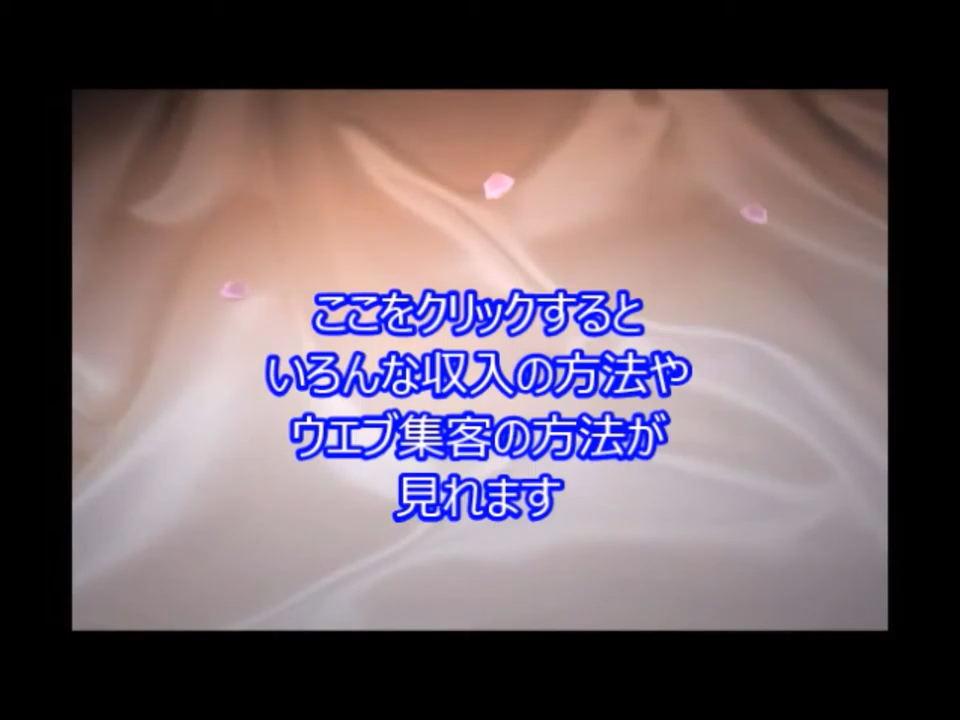 ここをクリックすると
いろんな収入の方法や
ウエブ集客の方法が
見れます